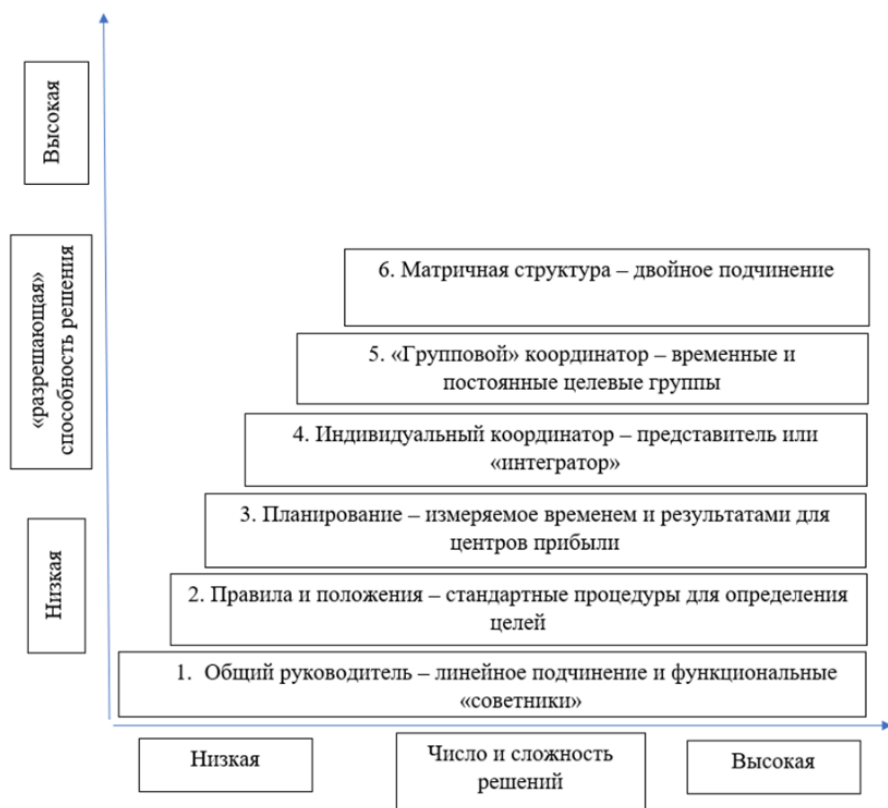 Высокая
«разрешающая»
способность решения
Низкая
6. Матричная структура – двойное подчинение
5. «Групповой» координатор – временные и
постоянные целевые группы
4. Индивидуальный координатор – представитель или
«интегратор»
3. Планирование – измеряемое временем и результатами для
центров прибыли
2. Правила и положения – стандартные процедуры для определения
целей
1. Общий руководитель – линейное подчинение и функциональные
«советники»
Низкая
Число и сложность
решений
Высокая